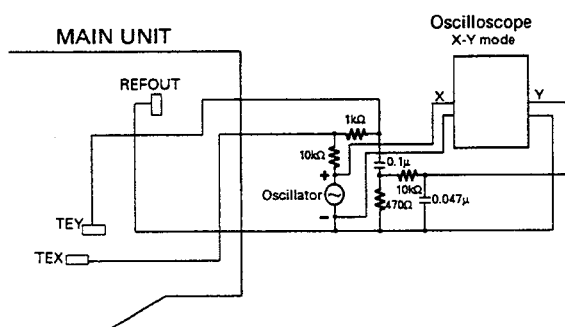 Oscilloscope
X-Y mode
MAIN UNIT
REFOUT
X
Y
1kΩ
10kΩ
0.1μ
+
Oscillator
10kΩ
470Ω
0.047μ
−
TEY
TEX